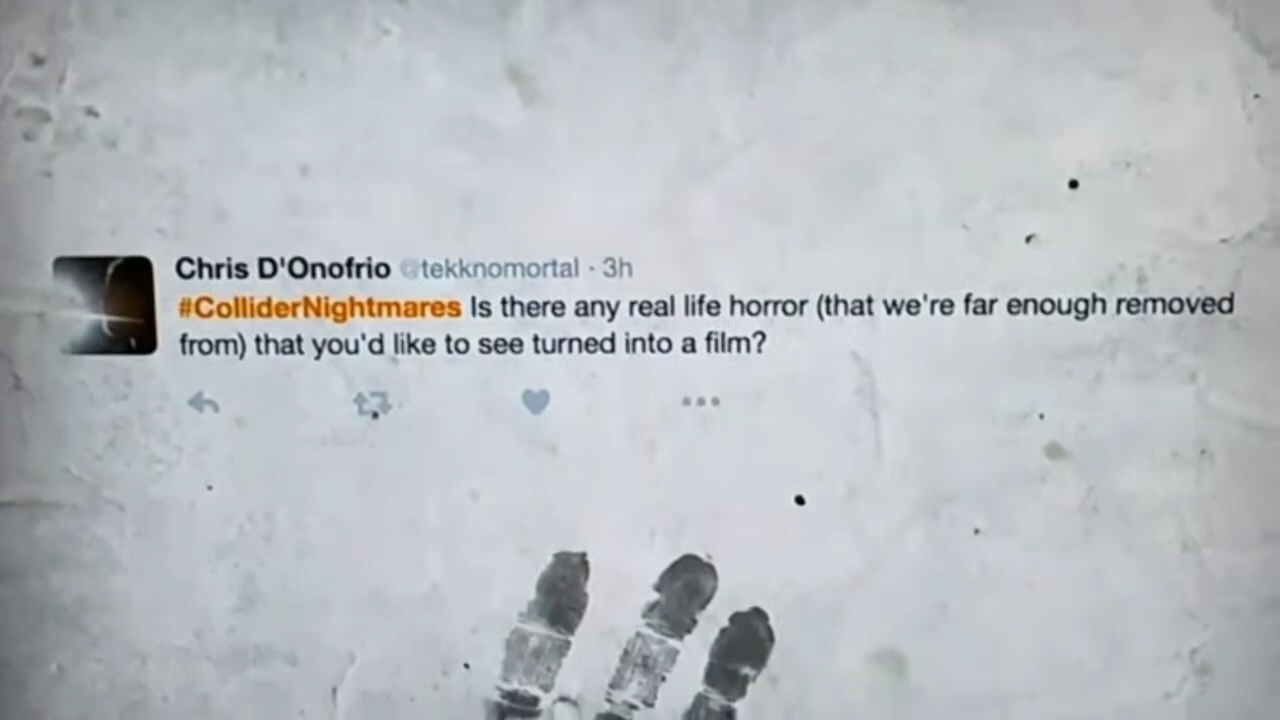 Chris D'Onofrio @tekknomortal · 3h
#ColliderNightmares Is there any real life horror (that we're far enough removed
from) that you'd like to see turned into a film?